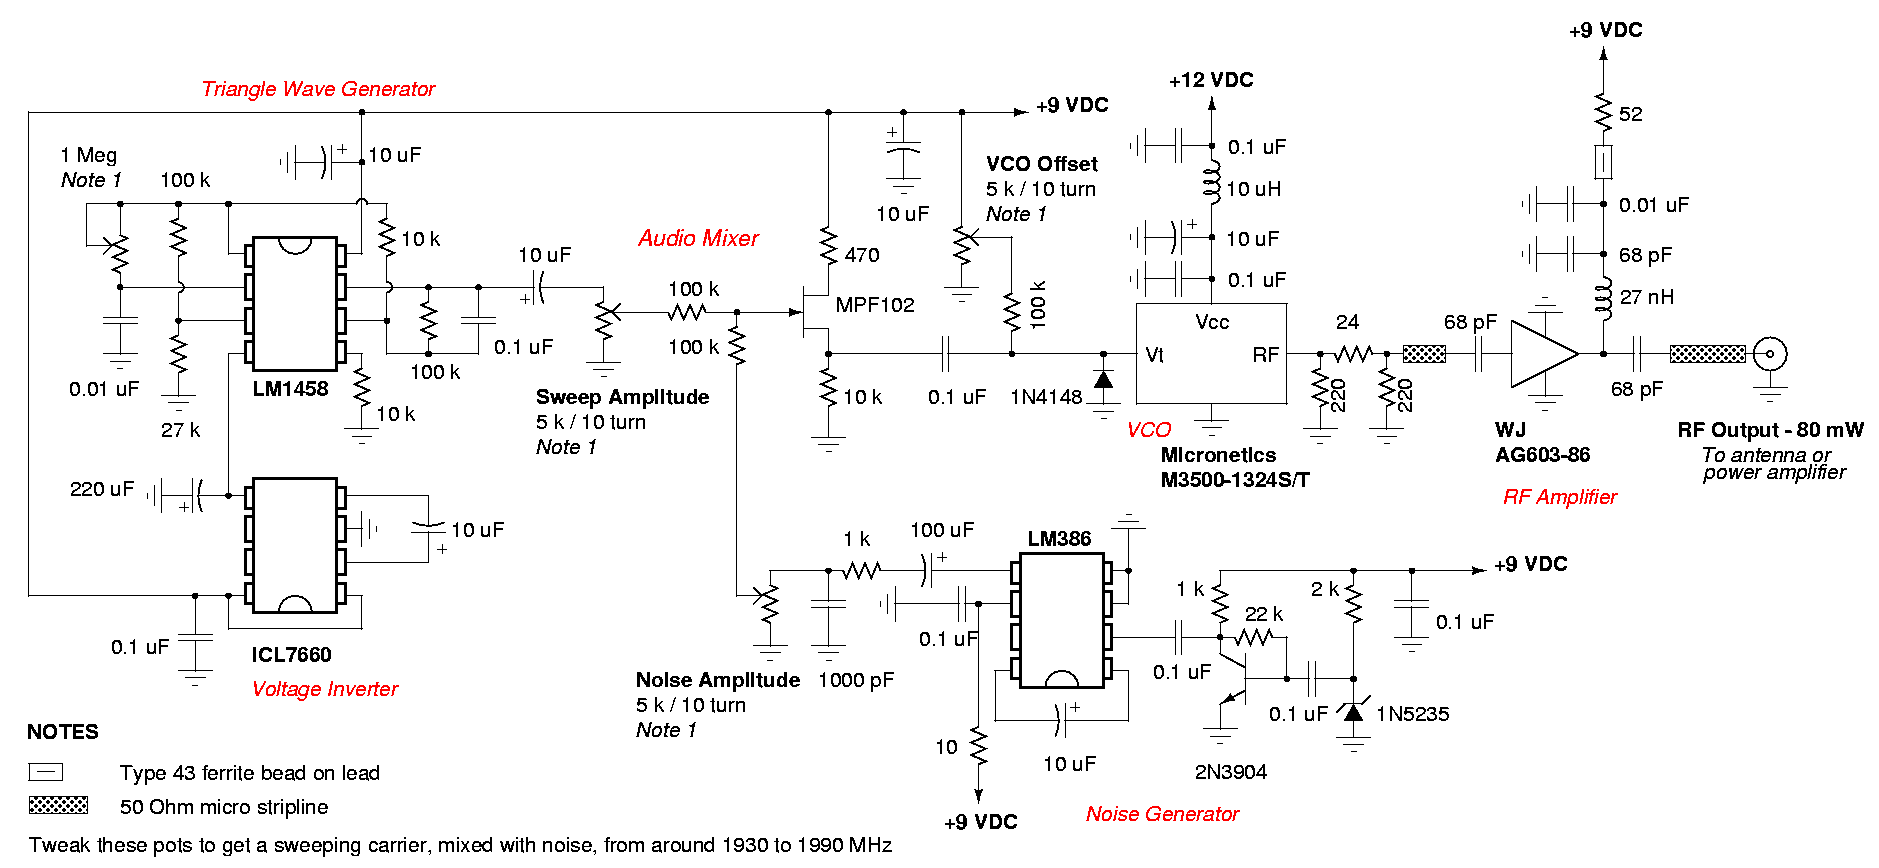 Triangle Wave Generator
+9 VDC
1 Meg
Note 1
100 k
10 uF
10 k
LM1458
0.01 uF
27 k
10 k
100 k
0.1 uF
10 uF
Sweep Amplitude
5 k / 10 turn
Note 1
Audio Mixer
100 k
100 k
MPF102
470
10 k
10 uF
VCO Offset
5 k / 10 turn
Note 1
100 k
0.1 uF
1N4148
+12 VDC
0.1 uF
10 uH
10 uF
0.1 uF
Vcc
Vt
RF
VCO
Micronetics
M3500-1324S/T
24
220
220
68 pF
+9 VDC
52
0.01 uF
68 pF
27 nH
68 pF
WJ
AG603-86
RF Amplifier
RF Output - 80 mW
To antenna or
power amplifier
220 uF
10 uF
0.1 uF
ICL7660
Voltage Inverter
Noise Amplitude
5 k / 10 turn
Note 1
1 k
100 uF
1000 pF
0.1 uF
LM386
10
+9 VDC
10 uF
0.1 uF
1 k
22 k
2 k
+9 VDC
0.1 uF
0.1 uF
1N5235
2N3904
Noise Generator
NOTES
Type 43 ferrite bead on lead
50 Ohm micro stripline
Tweak these pots to get a sweeping carrier, mixed with noise, from around 1930 to 1990 MHz